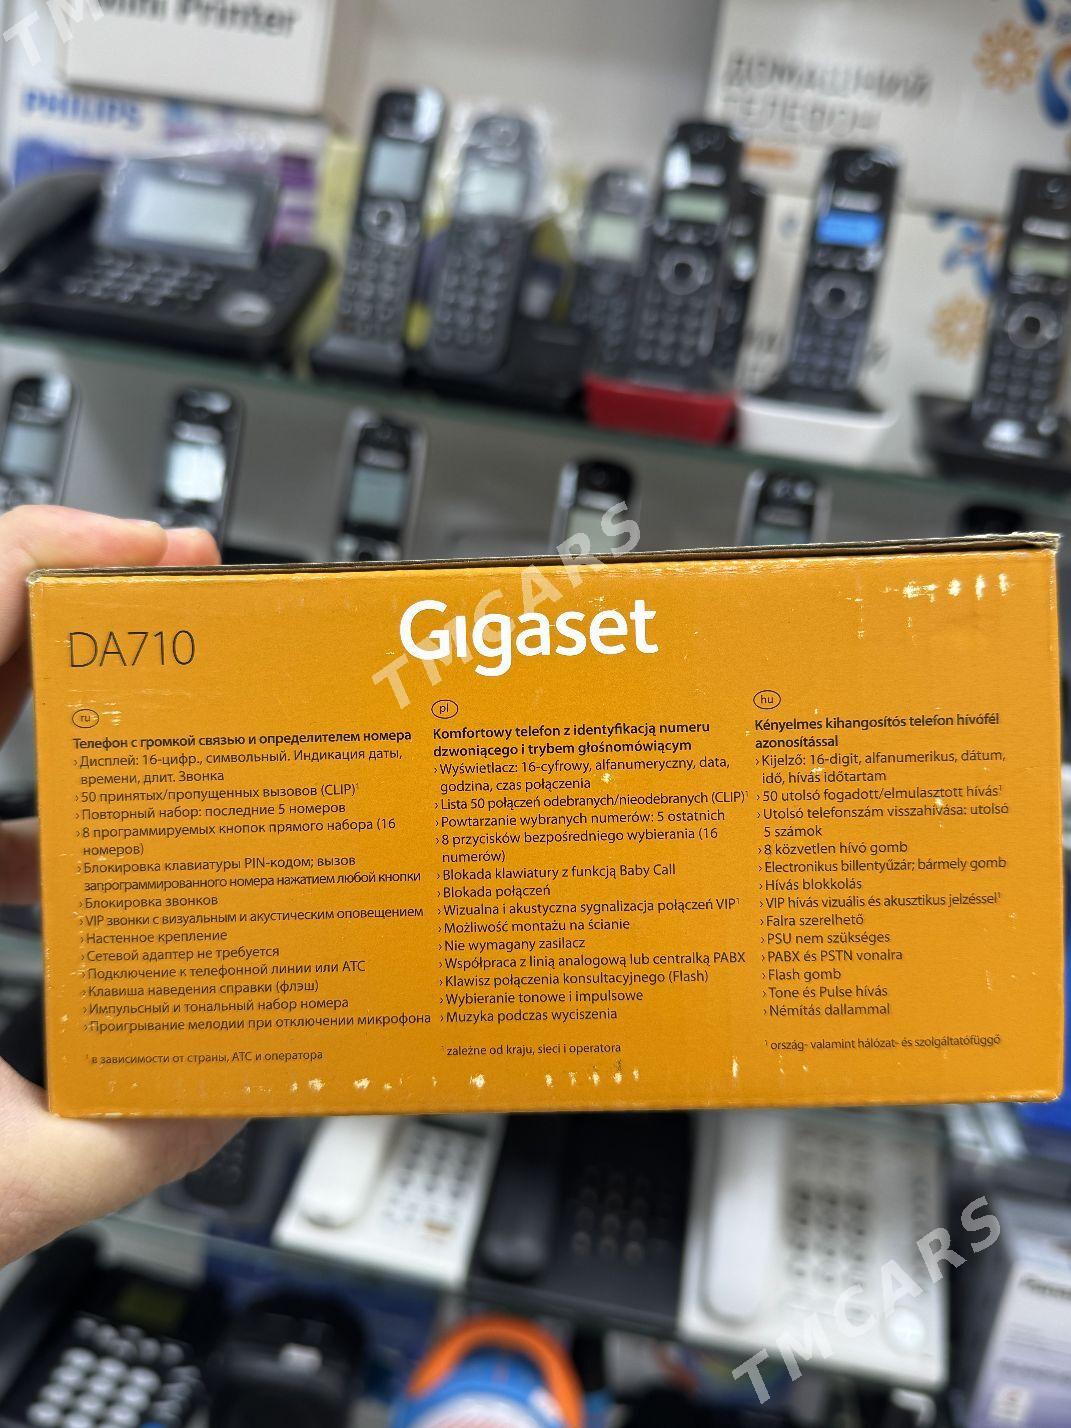 Mini Printer
PHILIPS
ДОМАШНИЙ
ТЕЛЕФОН
DA710
Gigaset
ru
Телефон с громкой связью и определителем номера
›Дисплей: 16-цифр., символьный. Индикация даты,
времени, длит. Звонка
›50 принятых/пропущенных вызовов (CLIP)¹
›Повторный набор: последние 5 номеров
›8 программируемых кнопок прямого набора (16
номеров)
›Блокировка клавиатуры PIN-кодом; вызов
запрограммированного номера нажатием любой кнопки
›Блокировка звонков
›VIP звонки с визуальным и акустическим оповещением
›Настенное крепление
›Сетевой адаптер не требуется
›Подключение к телефонной линии или АТС
›Клавиша наведения справки (флэш)
›Импульсный и тональный набор номера
›Проигрывание мелодии при отключении микрофона
¹ в зависимости от страны, АТС и оператора
pl
Komfortowy telefon z identyfikacją numeru
dzwoniącego i trybem głośnomówiącym
›Wyświetlacz: 16-cyfrowy, alfanumeryczny, data,
godzina, czas połączenia
›Lista 50 połączeń odebranych/nieodebranych (CLIP)¹
›Powtarzanie wybranych numerów: 5 ostatnich
›8 przycisków bezpośredniego wybierania (16
numerów)
›Blokada klawiatury z funkcją Baby Call
›Blokada połączeń
›Wizualna i akustyczna sygnalizacja połączeń VIP¹
›Możliwość montażu na ścianie
›Nie wymagany zasilacz
›Współpraca z linią analogową lub centralką PABX
›Klawisz połączenia konsultacyjnego (Flash)
›Wybieranie tonowe i impulsowe
›Muzyka podczas wyciszenia
¹ zależne od kraju, sieci i operatora
hu
Kényelmes kihangosítós telefon hívófél
azonosítással
›Kijelző: 16-digit, alfanumerikus, dátum,
idő, hívás időtartam
›50 utolsó fogadott/elmulasztott hívás¹
›Utolsó telefonszám visszahívása: utolsó
5 számok
›8 közvetlen hívó gomb
›Electronikus billentyűzár; bármely gomb
›Hívás blokkolás
›VIP hívás vizuális és akusztikus jelzéssel¹
›Falra szerelhető
›PSU nem szükséges
›PABX és PSTN vonalra
›Flash gomb
›Tone és Pulse hívás
›Némítás dallammal
¹ ország- valamint hálózat- és szolgáltatófüggő
TMCARS
TMCARS